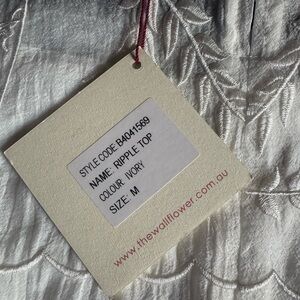 STYLE CODE B4041569
NAME: RIPPLE TOP
COLOUR IVORY
SIZE: M
www.thewallflower.com.au